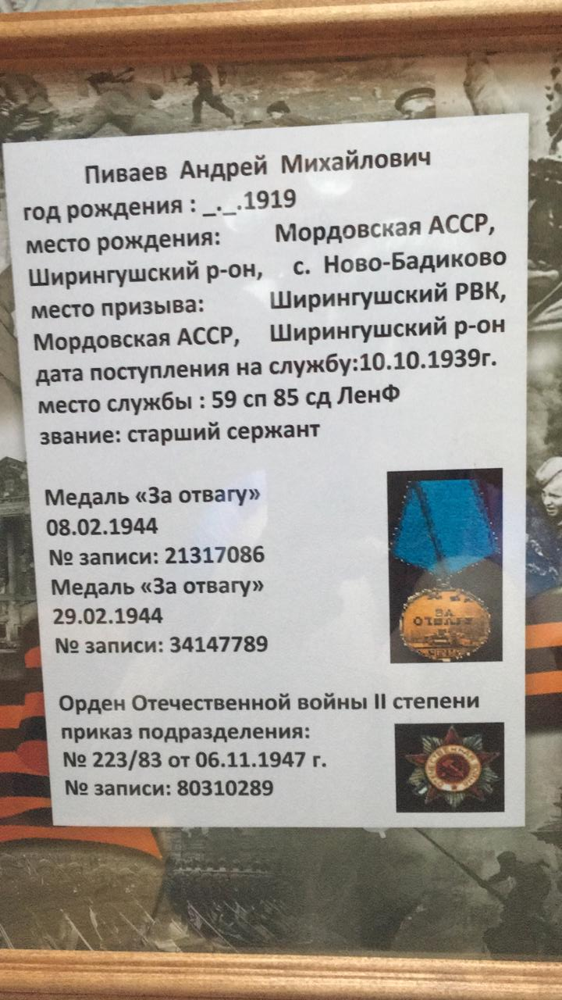 Пиваев Андрей Михайлович
год рождения : _._.1919
место рождения: Мордовская АССР,
Ширингушский р-он, с. Ново-Бадиково
место призыва: Ширингушский РВК,
Мордовская АССР, Ширингушский р-он
дата поступления на службу:10.10.1939г.
место службы : 59 сп 85 сд ЛенФ
звание: старший сержант
Медаль «За отвагу»
08.02.1944
№ записи: 21317086
Медаль «За отвагу»
29.02.1944
№ записи: 34147789
ЗА
ОТВАГУ
СССР
Орден Отечественной войны II степени
приказ подразделения:
№ 223/83 от 06.11.1947 г.
№ записи: 80310289
ОТЕЧЕСТВЕННАЯ ВОЙНА